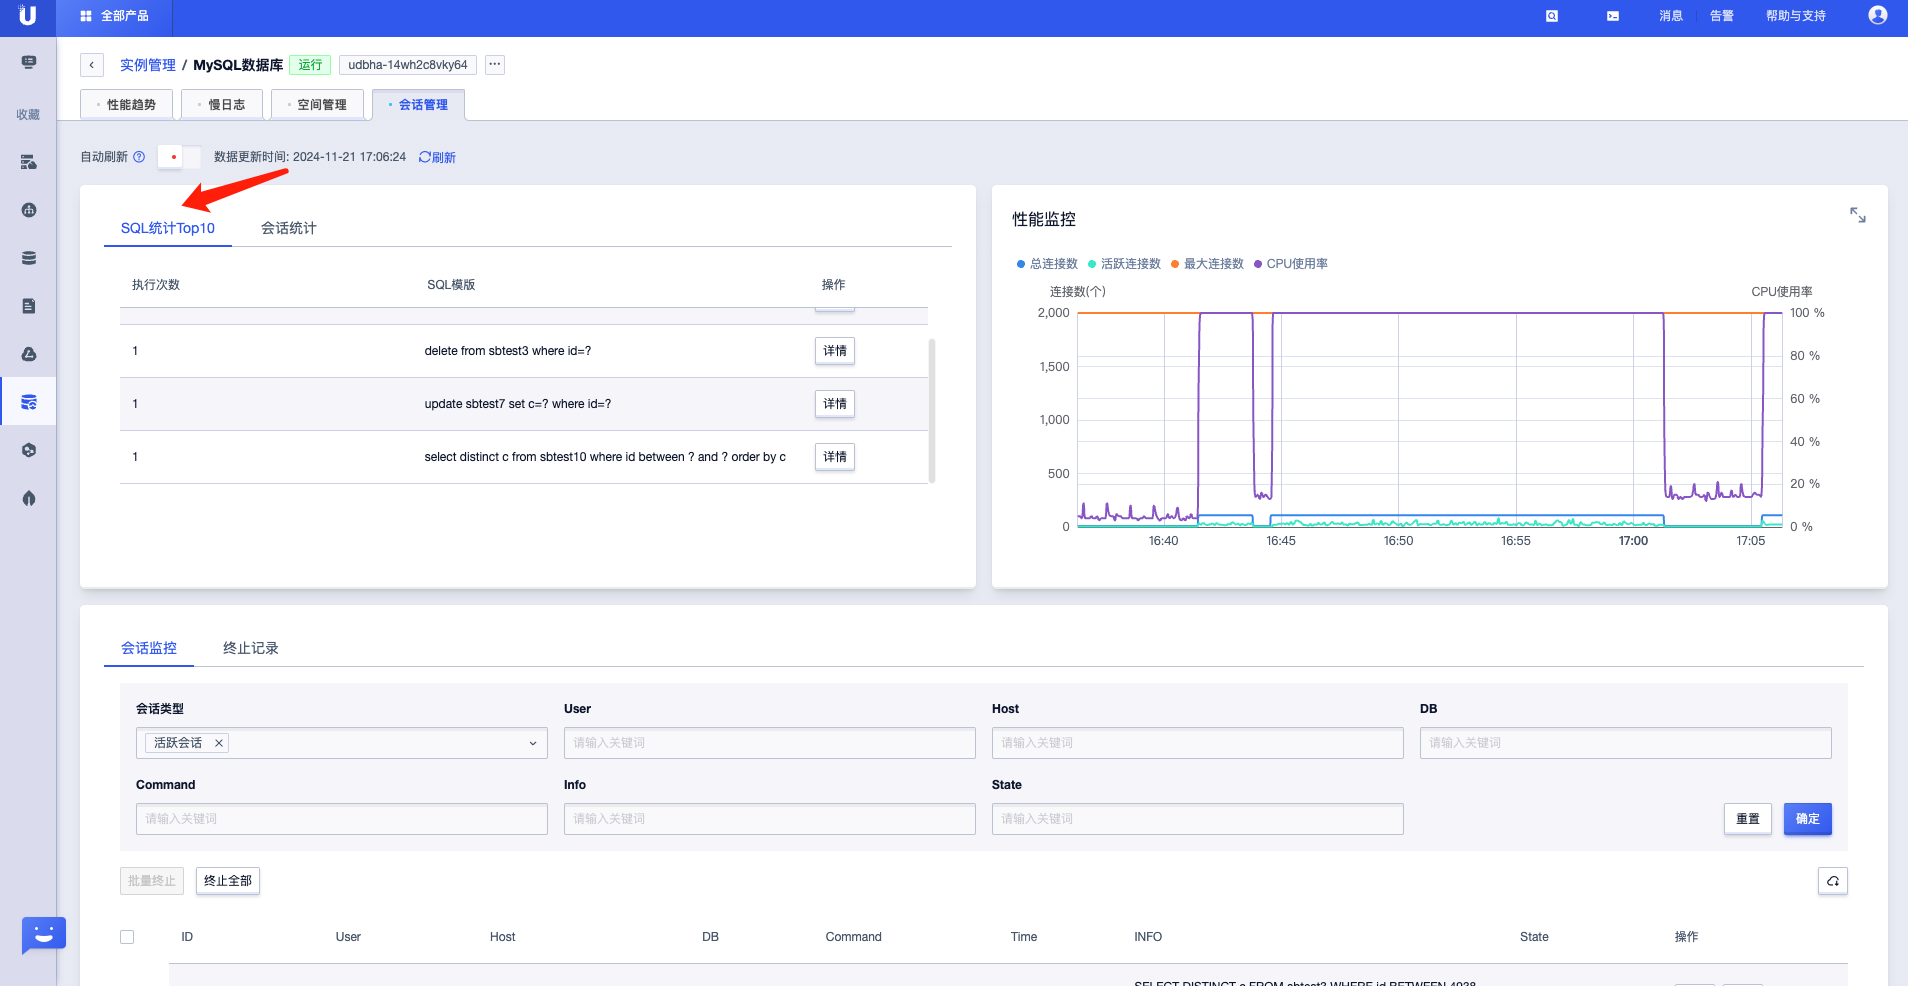 全部产品
消息
告警
帮助与支持
收藏
实例管理 / MySQL数据库 运行 udbha-14wh2c8vky64 ···
性能趋势
慢日志
空间管理
会话管理
自动刷新 数据更新时间: 2024-11-21 17:06:24 刷新
SQL统计Top10
会话统计
执行次数 SQL模版 操作
1 delete from sbtest3 where id=? 详情
1 update sbtest7 set c=? where id=? 详情
1 select distinct c from sbtest10 where id between ? and ? order by c 详情
性能监控
总连接数 活跃连接数 最大连接数 CPU使用率
连接数(个) CPU使用率
2,000 100 %
80 %
1,500
60 %
1,000
40 %
500
20 %
0 0 %
16:40 16:45 16:50 16:55 17:00 17:05
会话监控 终止记录
会话类型 User Host DB
活跃会话 请输入关键词 请输入关键词 请输入关键词
Command Info State
请输入关键词 请输入关键词 请输入关键词 重置 确定
批量终止 终止全部
ID User Host DB Command Time INFO State 操作
SELECT DISTINCT c FROM sbtest3 WHERE id BETWEEN 4938